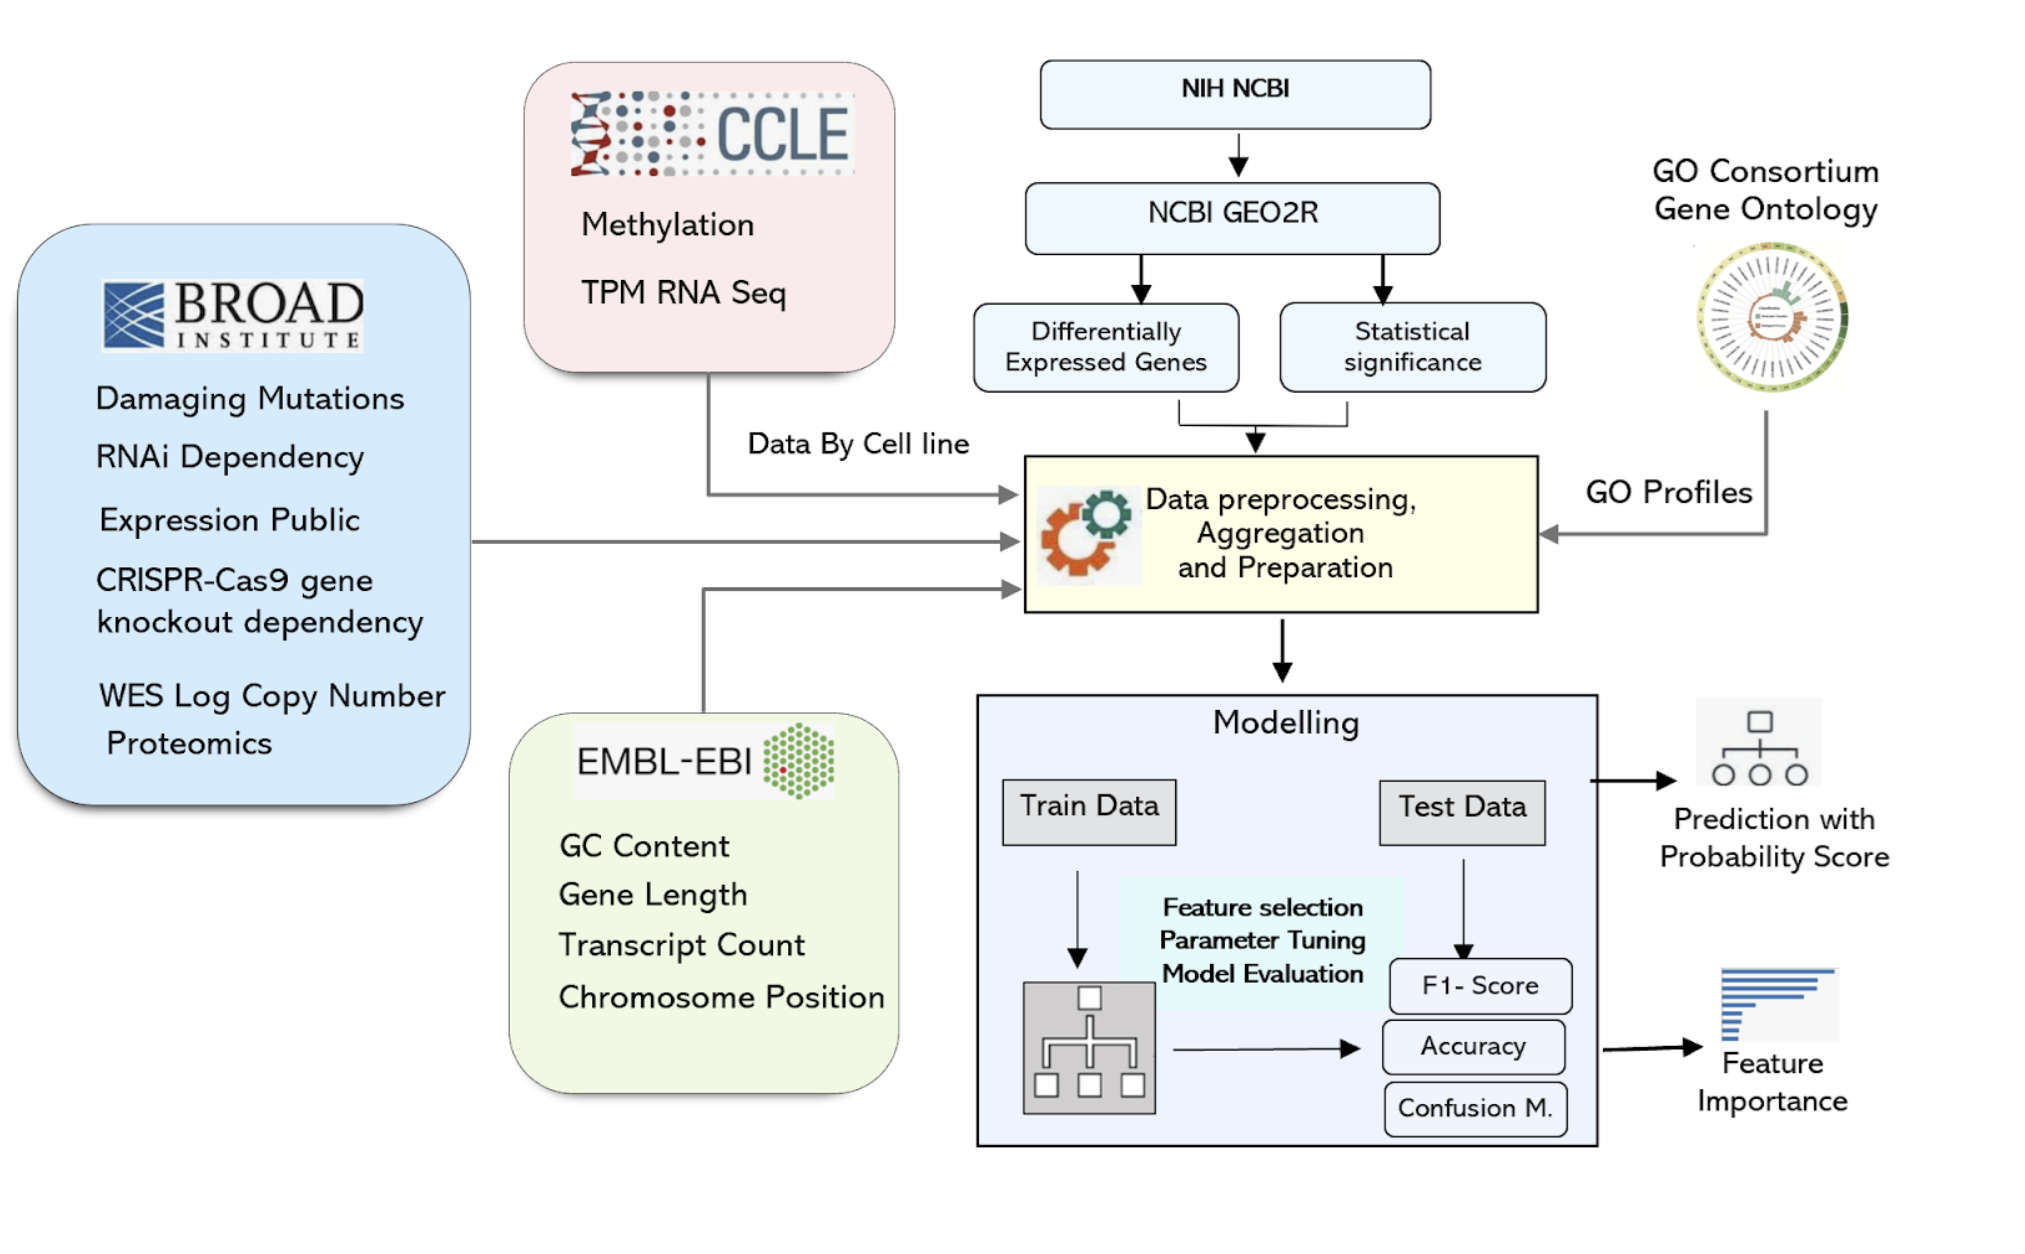 BROAD
INSTITUTE
Damaging Mutations
RNAi Dependency
Expression Public
CRISPR-Cas9 gene
knockout dependency
WES Log Copy Number
Proteomics
CCLE
Methylation
TPM RNA Seq
Data By Cell line
EMBL-EBI
GC Content
Gene Length
Transcript Count
Chromosome Position
NIH NCBI
NCBI GEO2R
Differentially
Expressed Genes
Statistical
significance
GO Consortium
Gene Ontology
GO Profiles
Data preprocessing,
Aggregation
and Preparation
Modelling
Train Data
Test Data
Feature selection
Parameter Tuning
Model Evaluation
F1- Score
Accuracy
Confusion M.
Prediction with
Probability Score
Feature
Importance